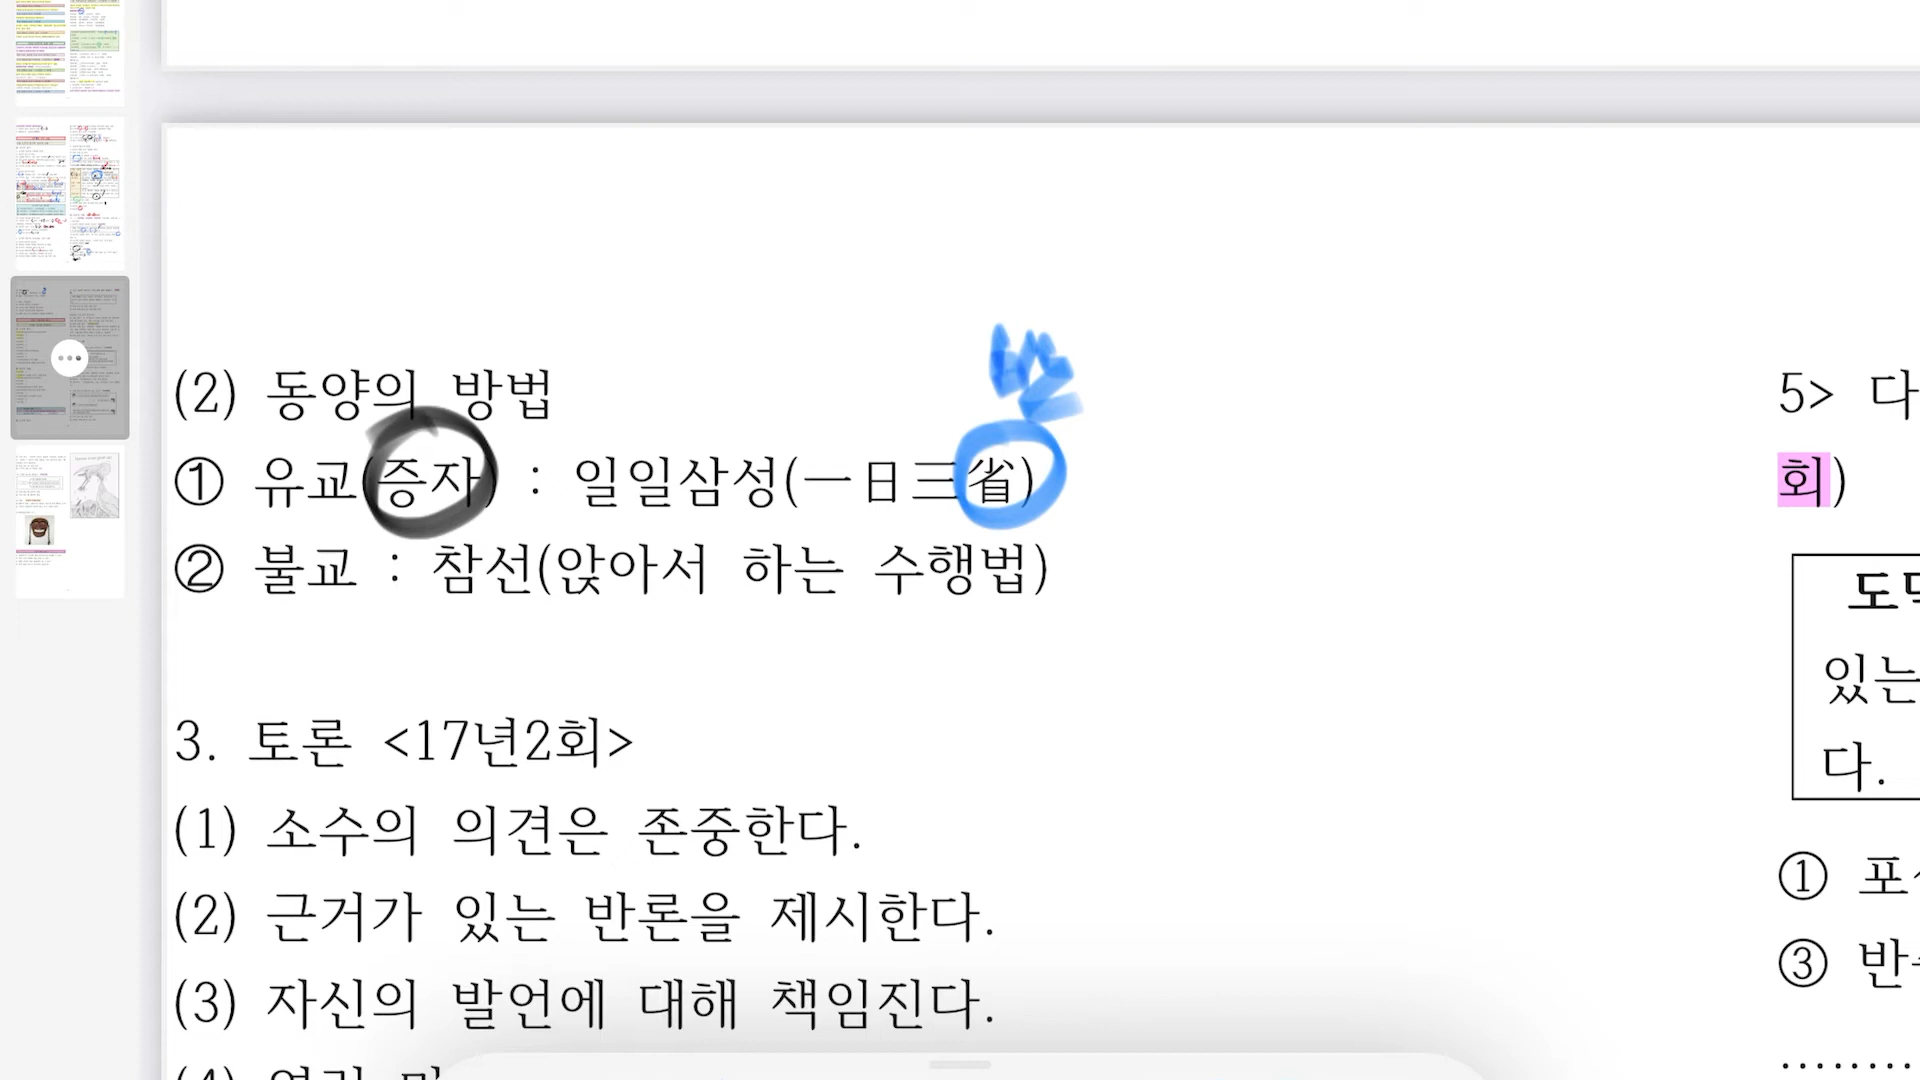 (2) 동양의 방법
① 유교(증자) : 일일삼성(一日三省)
② 불교 : 참선(앉아서 하는 수행법)
3. 토론 <17년2회>
(1) 소수의 의견은 존중한다.
(2) 근거가 있는 반론을 제시한다.
(3) 자신의 발언에 대해 책임진다.
5> 다
회)
있는
다.
①
③